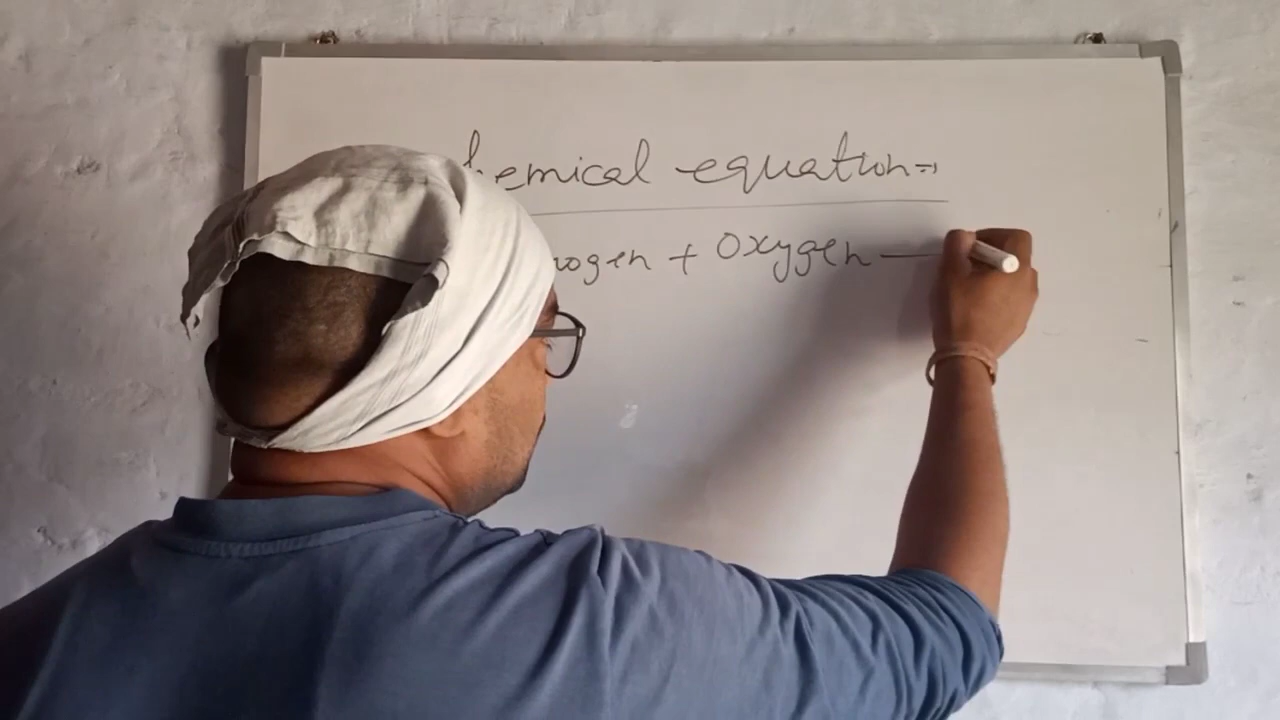 hemical equation:-
ogen + Oxygen —